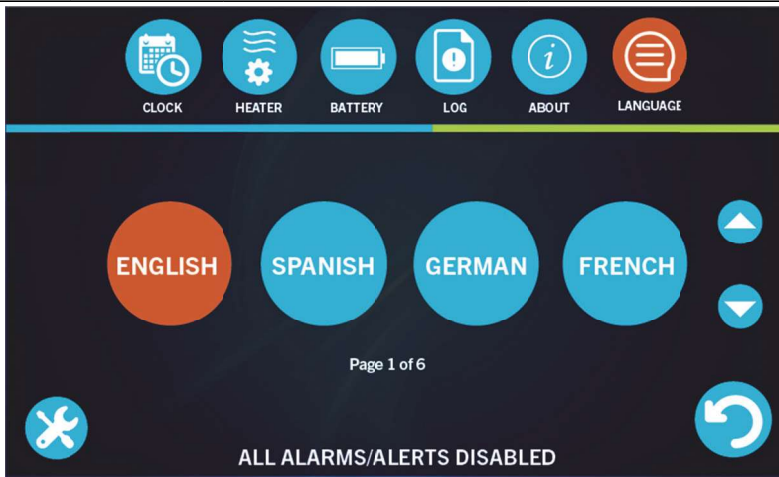 CLOCK HEATER BATTERY LOG ABOUT LANGUAGE
ENGLISH SPANISH GERMAN FRENCH
Page 1 of 6
ALL ALARMS/ALERTS DISABLED